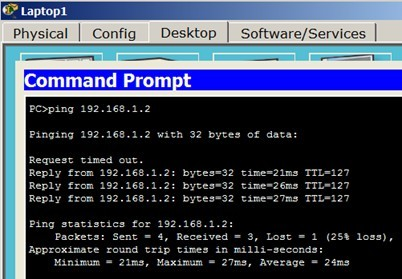 Laptop1
Physical Config Desktop Software/Services
Command Prompt
PC>ping 192.168.1.2
Pinging 192.168.1.2 with 32 bytes of data:
Request timed out.
Reply from 192.168.1.2: bytes=32 time=21ms TTL=127
Reply from 192.168.1.2: bytes=32 time=26ms TTL=127
Reply from 192.168.1.2: bytes=32 time=27ms TTL=127
Ping statistics for 192.168.1.2:
Packets: Sent = 4, Received = 3, Lost = 1 (25% loss),
Approximate round trip times in milli-seconds:
Minimum = 21ms, Maximum = 27ms, Average = 24ms